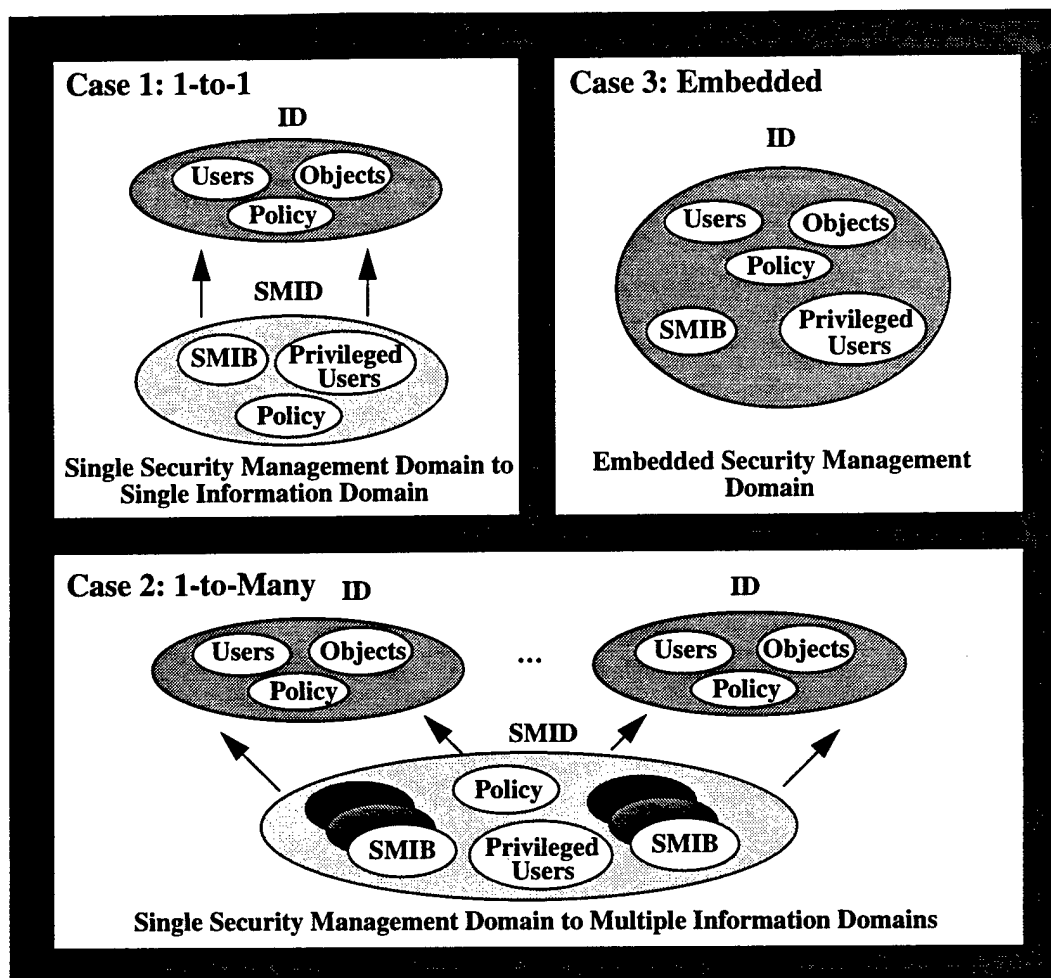 Case 1: 1-to-1
ID
Users
Objects
Policy
SMID
SMIB
Privileged
Users
Policy
Single Security Management Domain to
Single Information Domain
Case 3: Embedded
ID
Users
Objects
Policy
SMIB
Privileged
Users
Embedded Security Management
Domain
Case 2: 1-to-Many
ID
ID
Users
Objects
Policy
...
Users
Objects
Policy
SMID
Policy
SMIB
Privileged
Users
SMIB
Single Security Management Domain to Multiple Information Domains